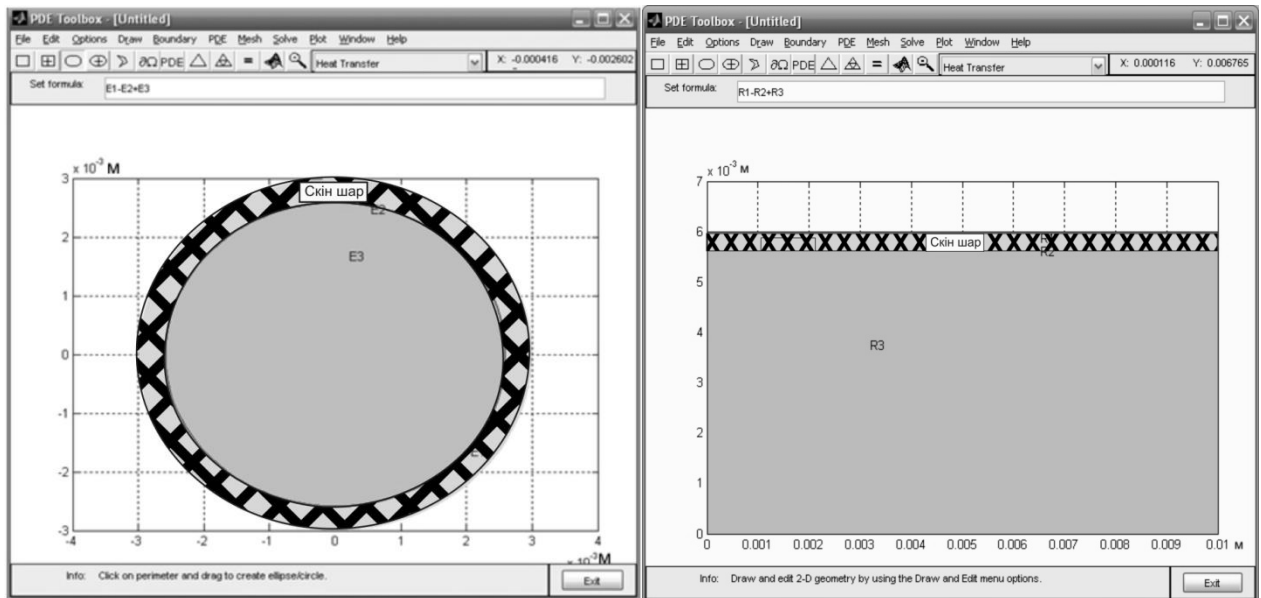 PDE Toolbox - [Untitled]
File Edit Options Draw Boundary PDE Mesh Solve Plot Window Help
∂Ω PDE = Heat Transfer X: -0.000416 Y: -0.002602
Set formula: E1-E2+E3
x 10⁻³ м
3
Скін шар
E2
2
E3
1
0
-1
-2
-3
-4 -3 -2 -1 0 1 2 3 4
x 10⁻³ м
Info: Click on perimeter and drag to create ellipse/circle. Exit
PDE Toolbox - [Untitled]
File Edit Options Draw Boundary PDE Mesh Solve Plot Window Help
∂Ω PDE = Heat Transfer X: 0.000116 Y: 0.006765
Set formula: R1-R2+R3
x 10⁻³ м
7
6
Скін шар
R2
5
4
R3
3
2
1
0
0 0.001 0.002 0.003 0.004 0.005 0.006 0.007 0.008 0.009 0.01 м
Info: Draw and edit 2-D geometry by using the Draw and Edit menu options. Exit